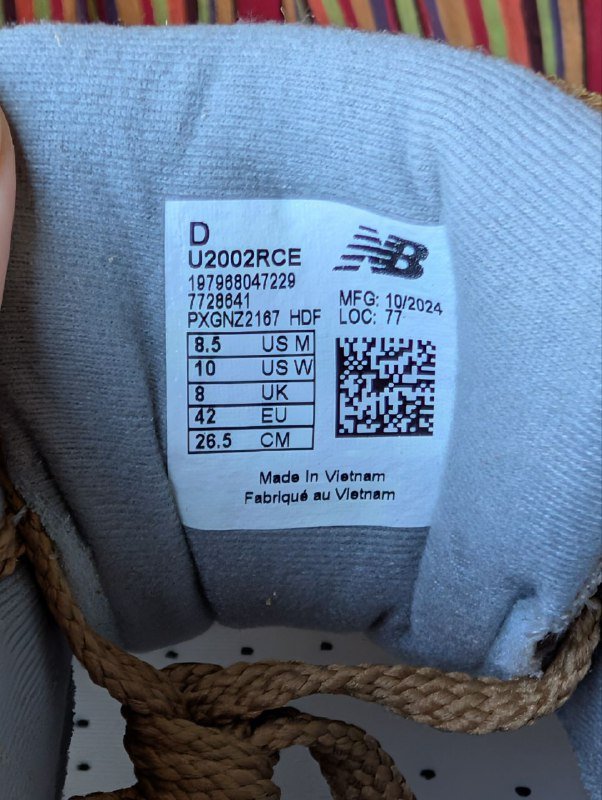 D
U2002RCE
197968047229
7728641
PXGNZ2167 HDF
NB
MFG: 10/2024
LOC: 77
8.5 US M
10 US W
8 UK
42 EU
26.5 CM
Made In Vietnam
Fabriqué au Vietnam